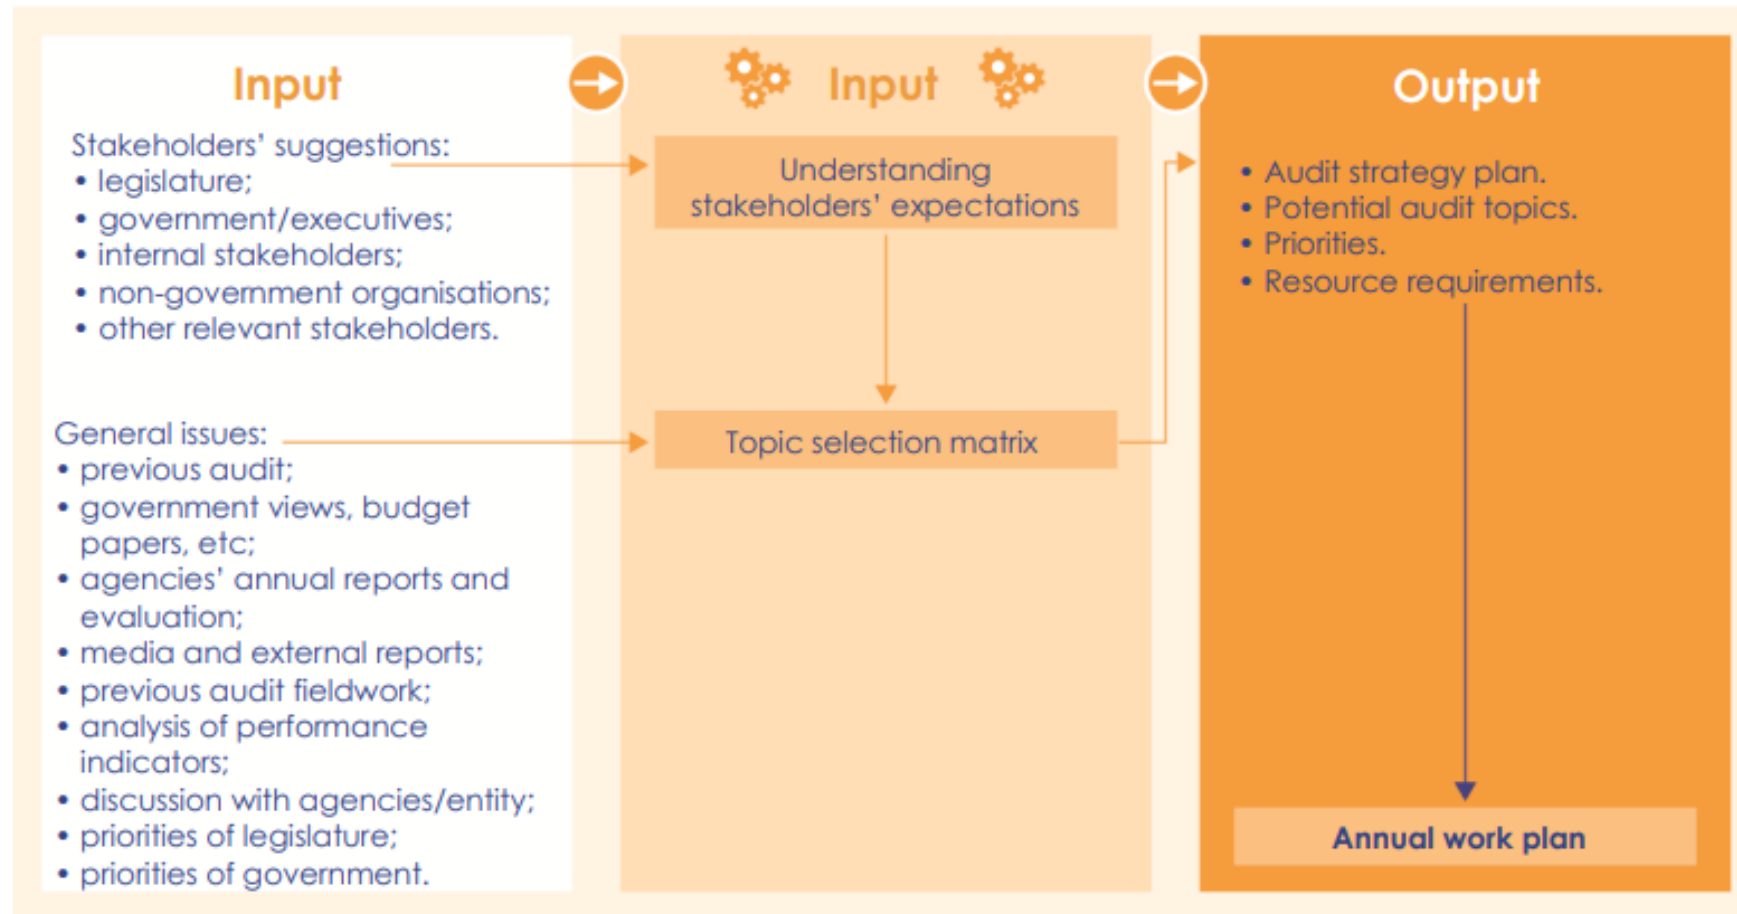 Input
Stakeholders' suggestions:
• legislature;
• government/executives;
• internal stakeholders;
• non-government organisations;
• other relevant stakeholders.
General issues:
• previous audit;
• government views, budget
papers, etc;
• agencies' annual reports and
evaluation;
• media and external reports;
• previous audit fieldwork;
• analysis of performance
indicators;
• discussion with agencies/entity;
• priorities of legislature;
• priorities of government.
Input
Understanding
stakeholders' expectations
Topic selection matrix
Output
• Audit strategy plan.
• Potential audit topics.
• Priorities.
• Resource requirements.
Annual work plan